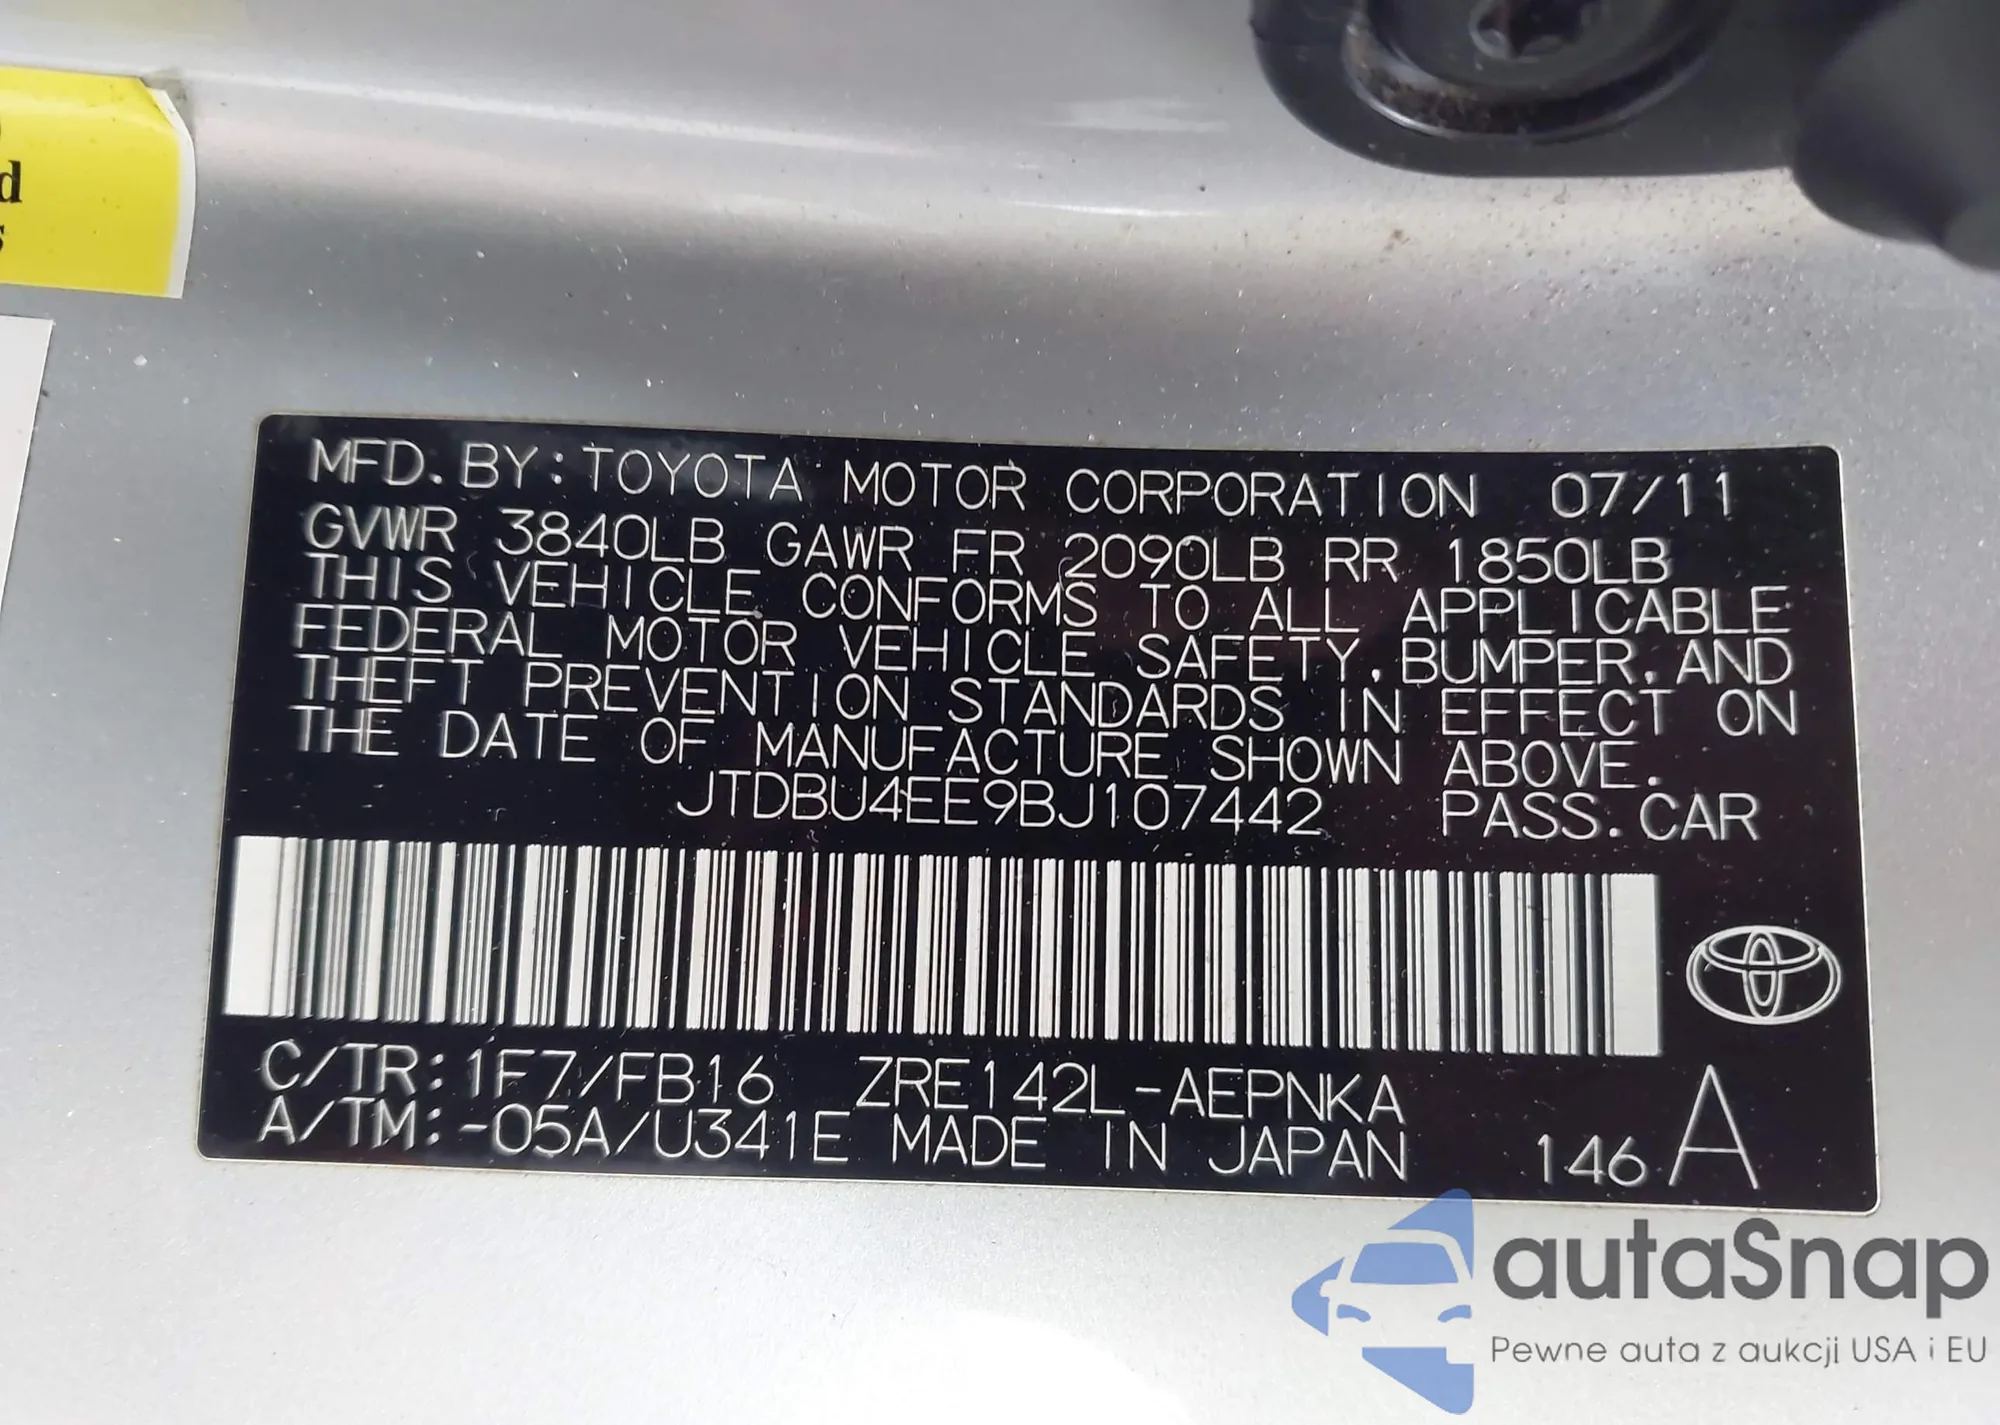 d
s
MFD. BY: TOYOTA MOTOR CORPORATION 07/11
GVWR 3840LB GAWR FR 2090LB RR 1850LB
THIS VEHICLE CONFORMS TO ALL APPLICABLE
FEDERAL MOTOR VEHICLE SAFETY, BUMPER, AND
THEFT PREVENTION STANDARDS IN EFFECT ON
THE DATE OF MANUFACTURE SHOWN ABOVE.
JTDBU4EE9BJ107442 PASS. CAR
C/TR: 1F7/FB16 ZRE142L-AEPNKA
A/TM: -05A/U341E MADE IN JAPAN 146 A
autaSnap
Pewne auta z aukcji USA i EU